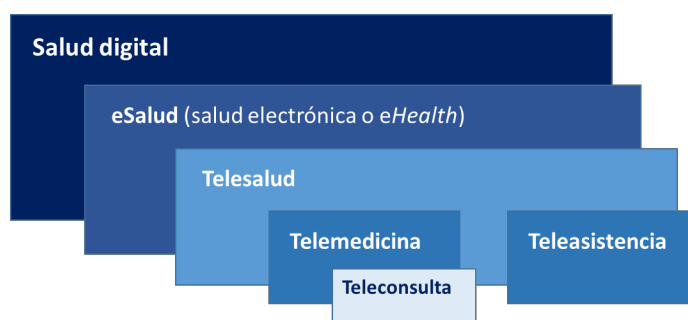 Salud digital
eSalud (salud electrónica o eHealth)
Telesalud
Telemedicina
Teleasistencia
Teleconsulta